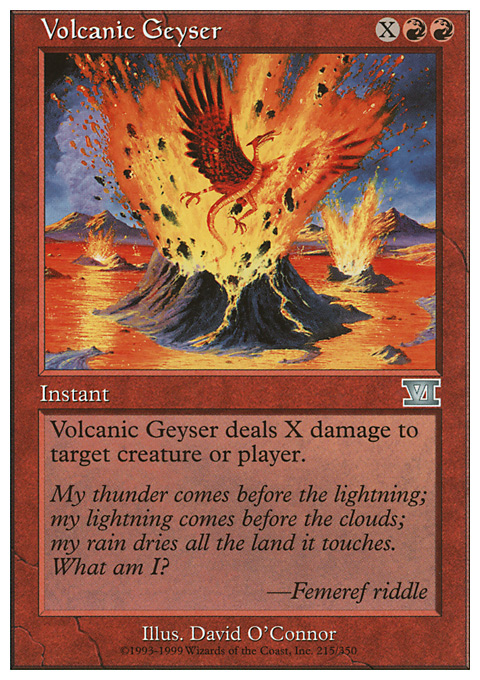 Volcanic Geyser X
Instant VI
Volcanic Geyser deals X damage to
target creature or player.
My thunder comes before the lightning;
my lightning comes before the clouds;
my rain dries all the land it touches.
What am I?
—Femeref riddle
Illus. David O'Connor
©1993-1999 Wizards of the Coast, Inc. 215/350